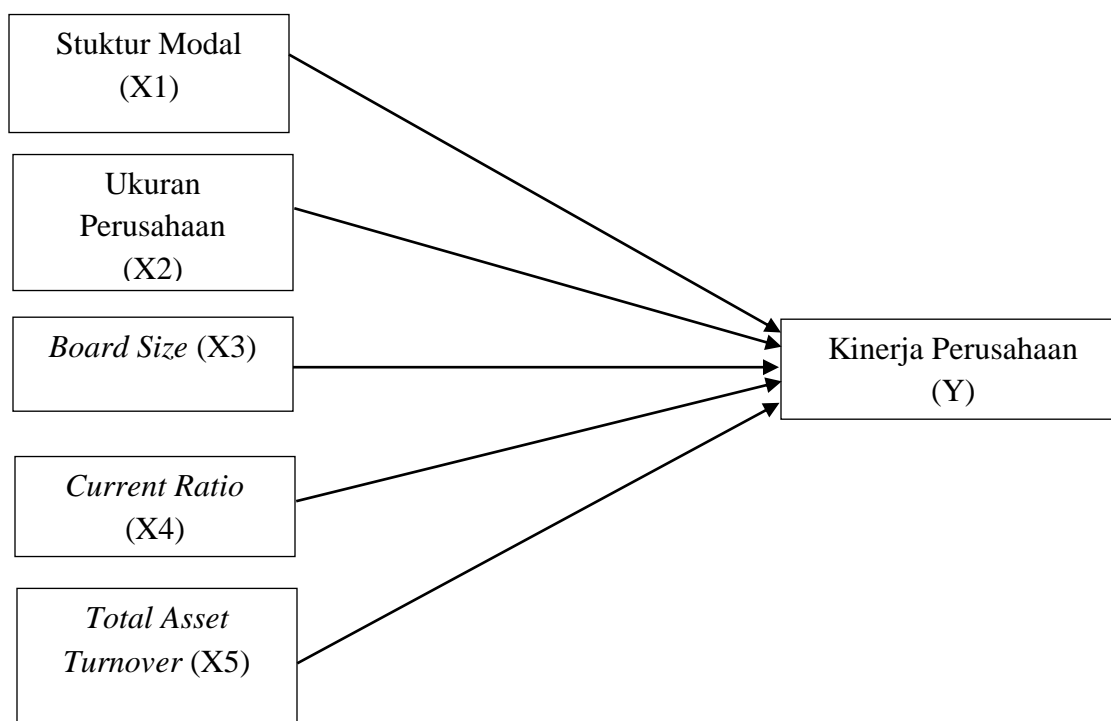 Stuktur Modal
(X1)
Ukuran
Perusahaan
(X2)
Board Size (X3)
Kinerja Perusahaan
(Y)
Current Ratio
(X4)
Total Asset
Turnover (X5)